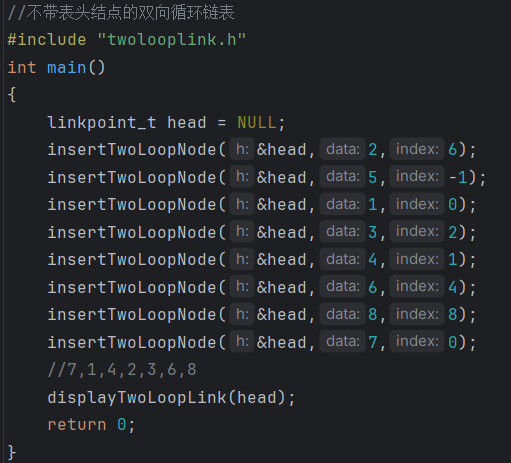 //不带表头结点的双向循环链表
#include "twolooplink.h"
int main()
{
    linkpoint_t head = NULL;
    insertTwoLoopNode( h: &head, data: 2, index: 6);
    insertTwoLoopNode( h: &head, data: 5, index: -1);
    insertTwoLoopNode( h: &head, data: 1, index: 0);
    insertTwoLoopNode( h: &head, data: 3, index: 2);
    insertTwoLoopNode( h: &head, data: 4, index: 1);
    insertTwoLoopNode( h: &head, data: 6, index: 4);
    insertTwoLoopNode( h: &head, data: 8, index: 8);
    insertTwoLoopNode( h: &head, data: 7, index: 0);
    //7,1,4,2,3,6,8
    displayTwoLoopLink(head);
    return 0;
}